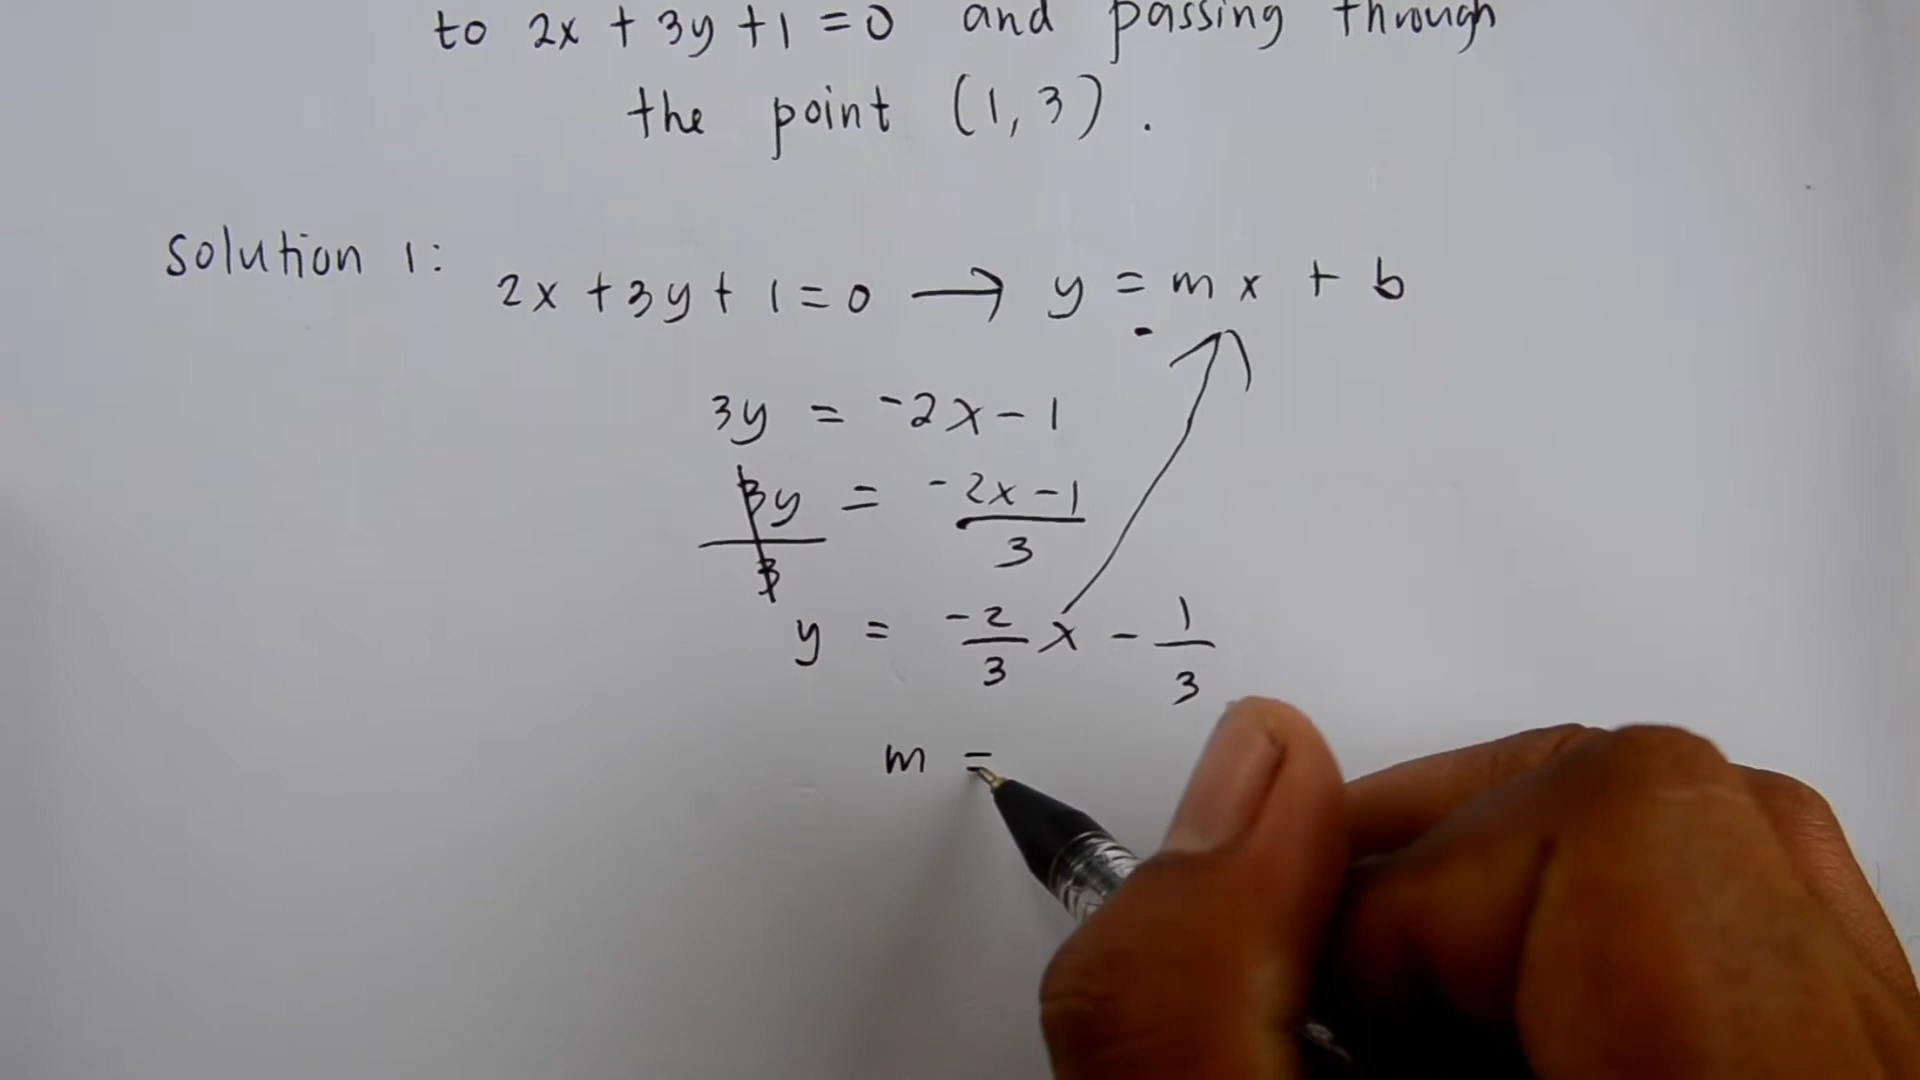 to 2x + 3y + 1 = 0 and passing through
the point (1, 3).
Solution 1:
2x + 3y + 1 = 0 → y = mx + b
3y = -2x - 1
3y/3 = -2x - 1/3
y = -2/3 x - 1/3
m =